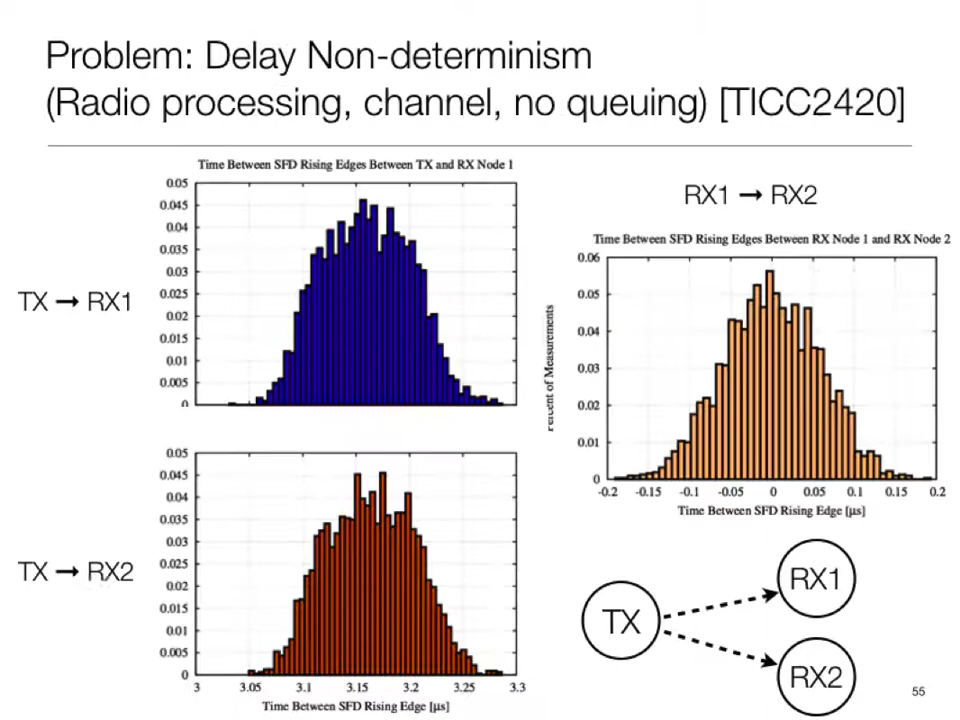 Problem: Delay Non-determinism
(Radio processing, channel, no queuing) [TICC2420]
Time Between SFD Rising Edges Between TX and RX Node 1
0.05
0.045
0.04
0.035
0.03
0.025
0.02
0.015
0.01
0.005
0
TX → RX1
RX1 → RX2
Time Between SFD Rising Edges Between RX Node 1 and RX Node 2
0.06
0.05
0.04
0.03
0.02
0.01
0
Percent of Measurements
-0.2 -0.15 -0.1 -0.05 0 0.05 0.1 0.15 0.2
Time Between SFD Rising Edge [µs]
0.05
0.045
0.04
0.035
0.03
0.025
0.02
0.015
0.01
0.005
0
TX → RX2
3 3.05 3.1 3.15 3.2 3.25 3.3
Time Between SFD Rising Edge [µs]
TX
RX1
RX2
55